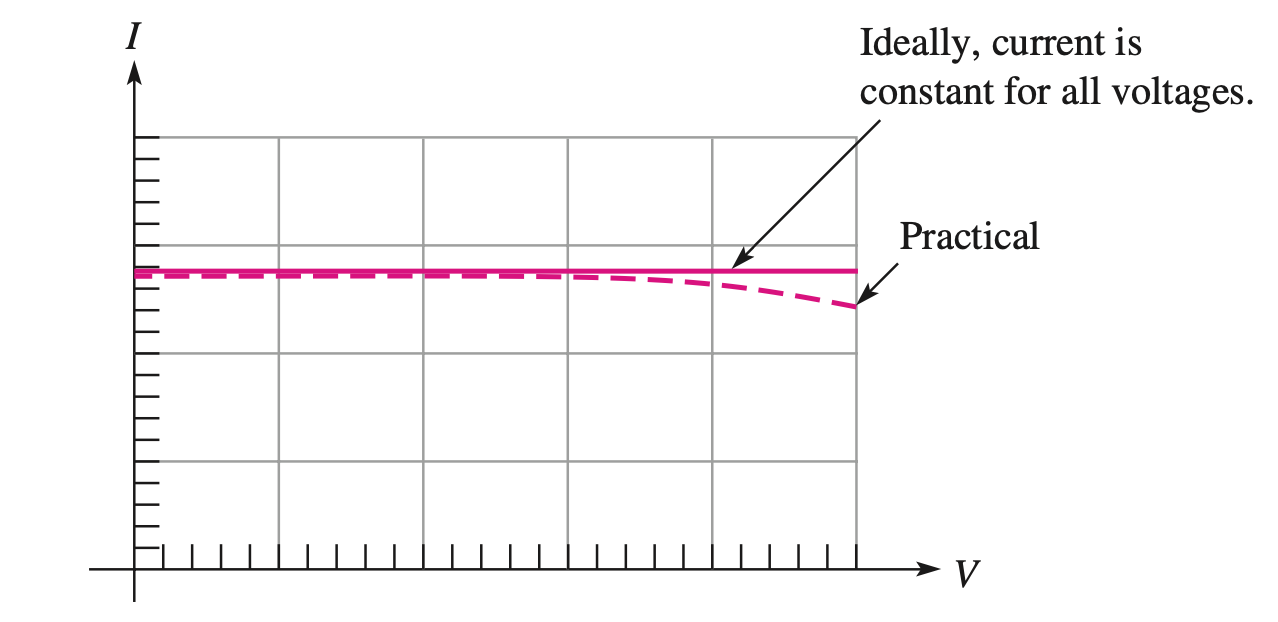 I
Ideally, current is
constant for all voltages.
Practical
V